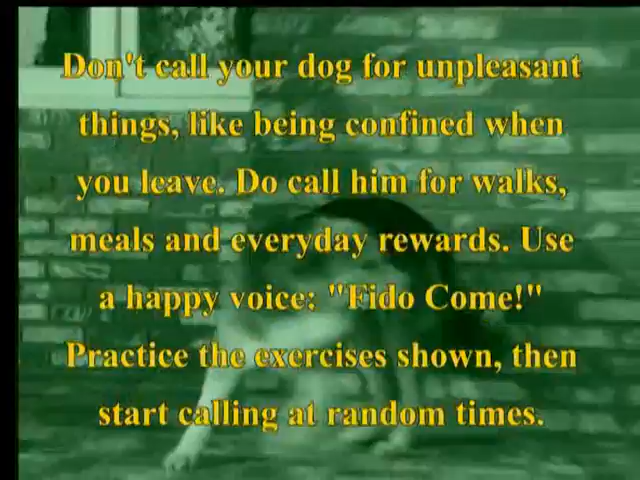 Don't call your dog for unpleasant
things, like being confined when
you leave. Do call him for walks,
meals and everyday rewards. Use
a happy voice: "Fido Come!"
Practice the exercises shown, then
start calling at random times.